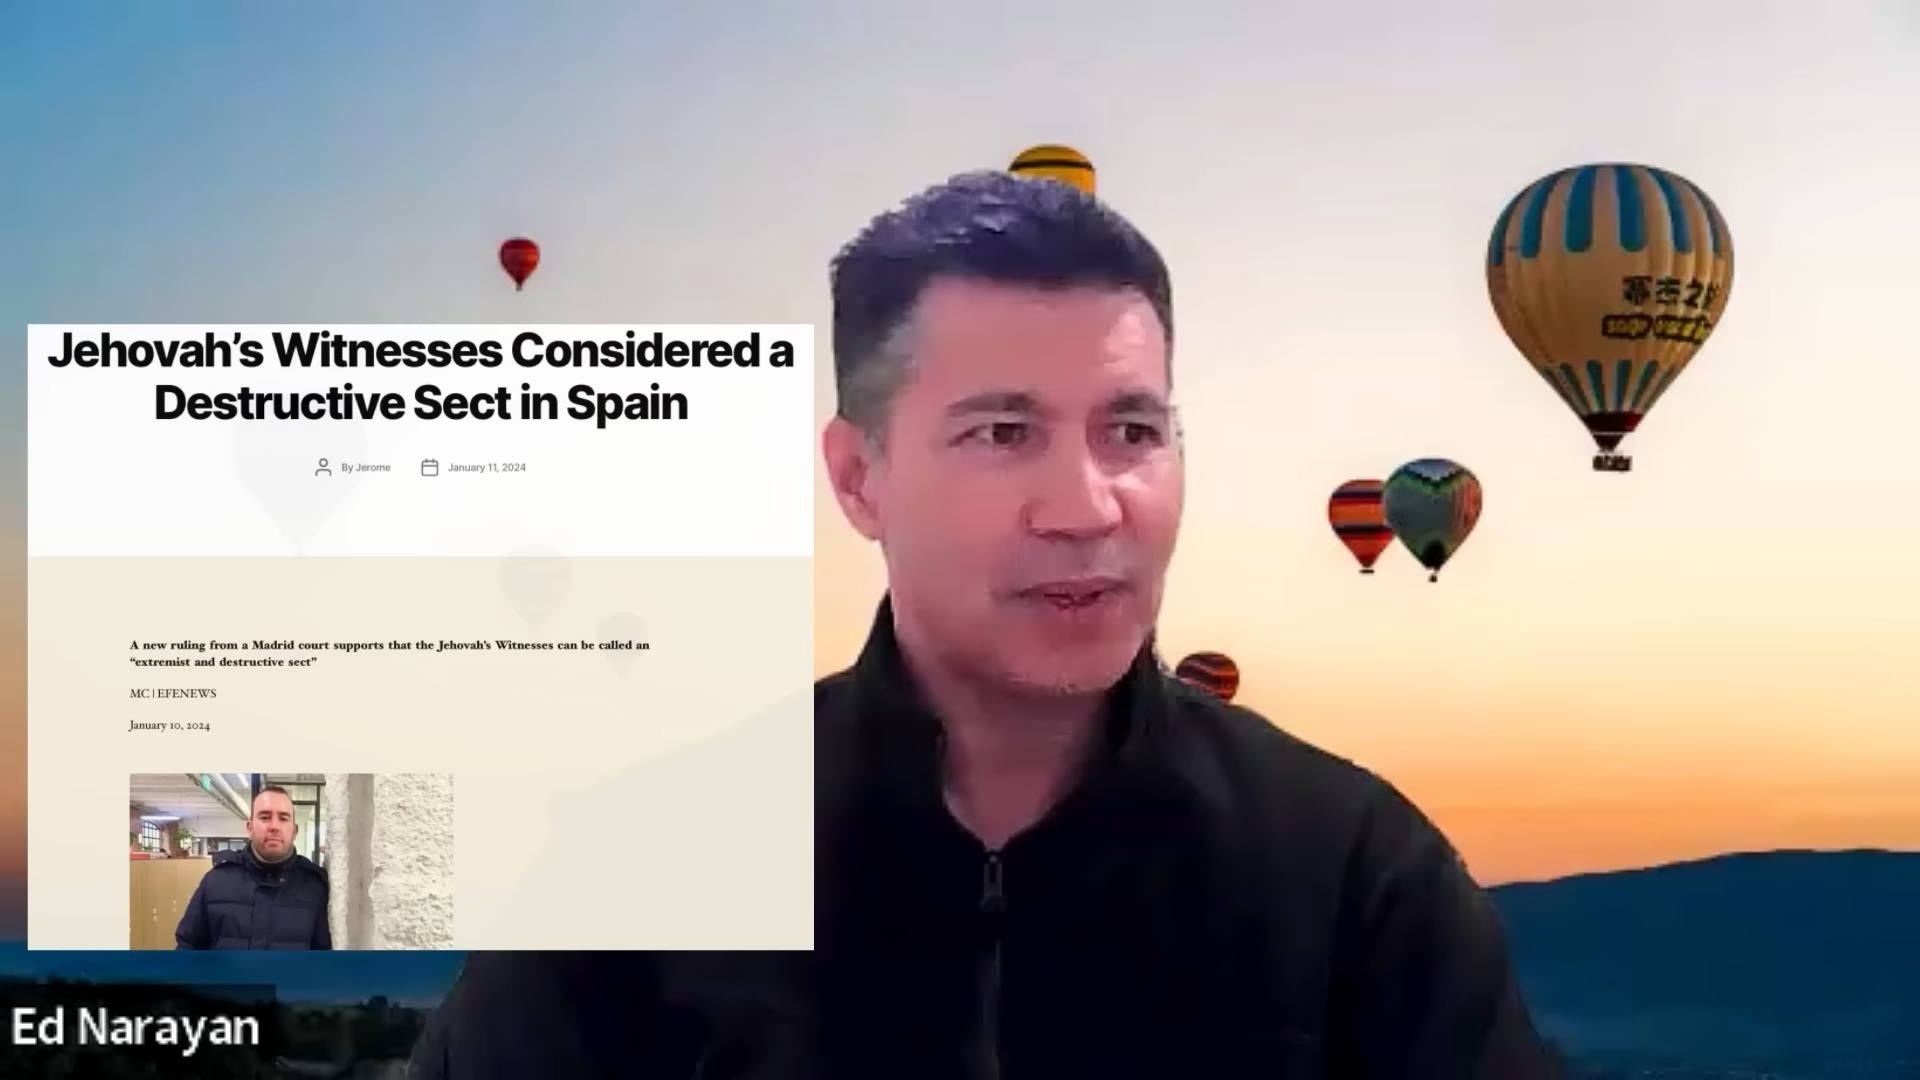 Jehovah’s Witnesses Considered a
Destructive Sect in Spain
By Jerome January 11, 2024
A new ruling from a Madrid court supports that the Jehovah’s Witnesses can be called an
“extremist and destructive sect”
MC | EFENEWS
January 10, 2024
Ed Narayan